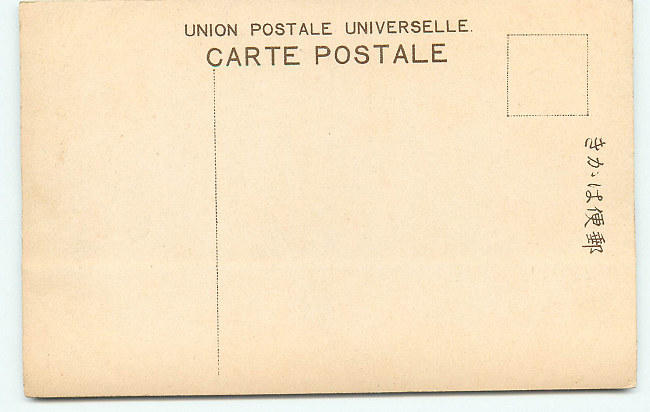 UNION POSTALE UNIVERSELLE.
CARTE POSTALE
郵便はがき